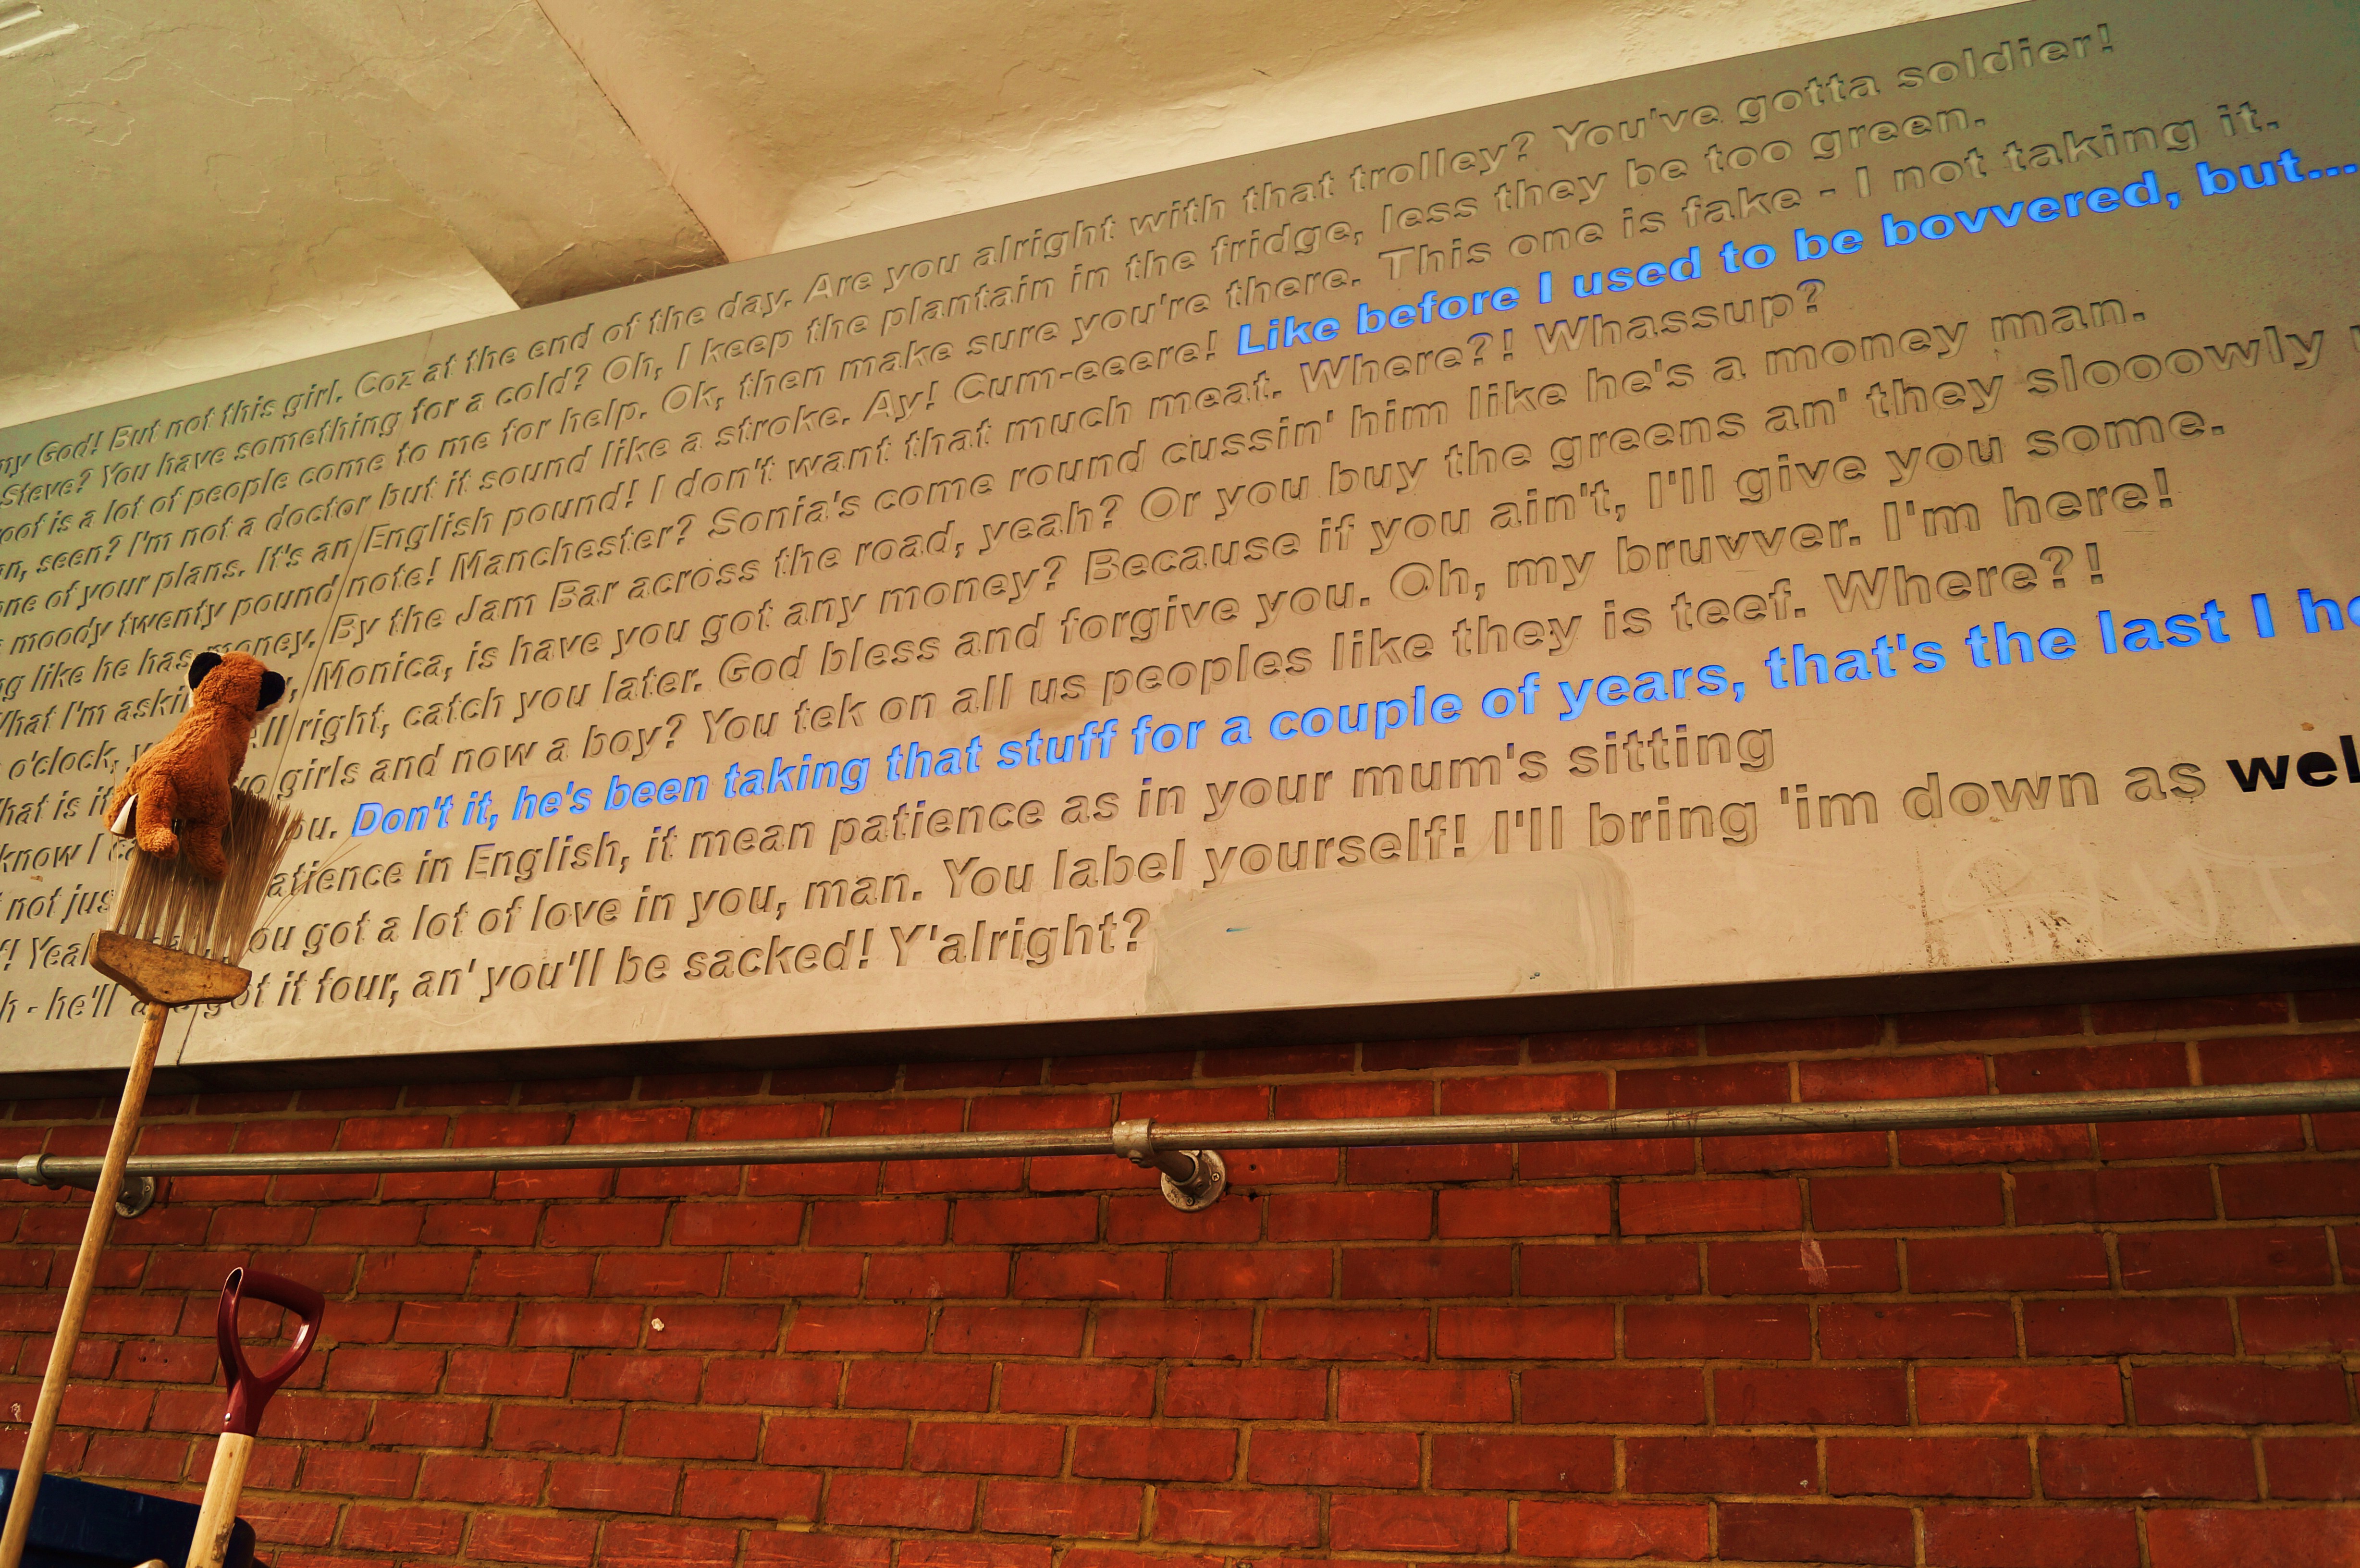 my God! But not this girl. Coz at the end of the day. Are you alright with that trolley? You've gotta soldier!
Steve? You have something for a cold? Oh, I keep the plantain in the fridge, less they be too green.
is a lot of people come to me for help. Ok, then make sure you're there. This one is fake - I not taking it.
seen? I'm not a doctor but it sound like a stroke. Ay! Cum-eeere! Like before I used to be bovvered, but...
one of your plans. It's an English pound! I don't want that much meat. Where?! Whassup?
moody twenty pound note! Manchester? Sonia's come round cussin' him like he's a money man.
like he has money. By the Jam Bar across the road, yeah? Or you buy the greens an' they slooowly
What I'm Monica, is have you got any money? Because if you ain't, I'll give you some.
o'clock, All right, catch you later. God bless and forgive you. Oh, my bruvver. I'm here!
girls and now a boy? You tek on all us peoples like they is teef. Where?!
know I Don't it, he's been taking that stuff for a couple of years, that's the last I
not in English, it mean patience as in your mum's sitting
got a lot of love in you, man. You label yourself! I'll bring 'im down as
- he'll it four, an' you'll be sacked! Y'alright?